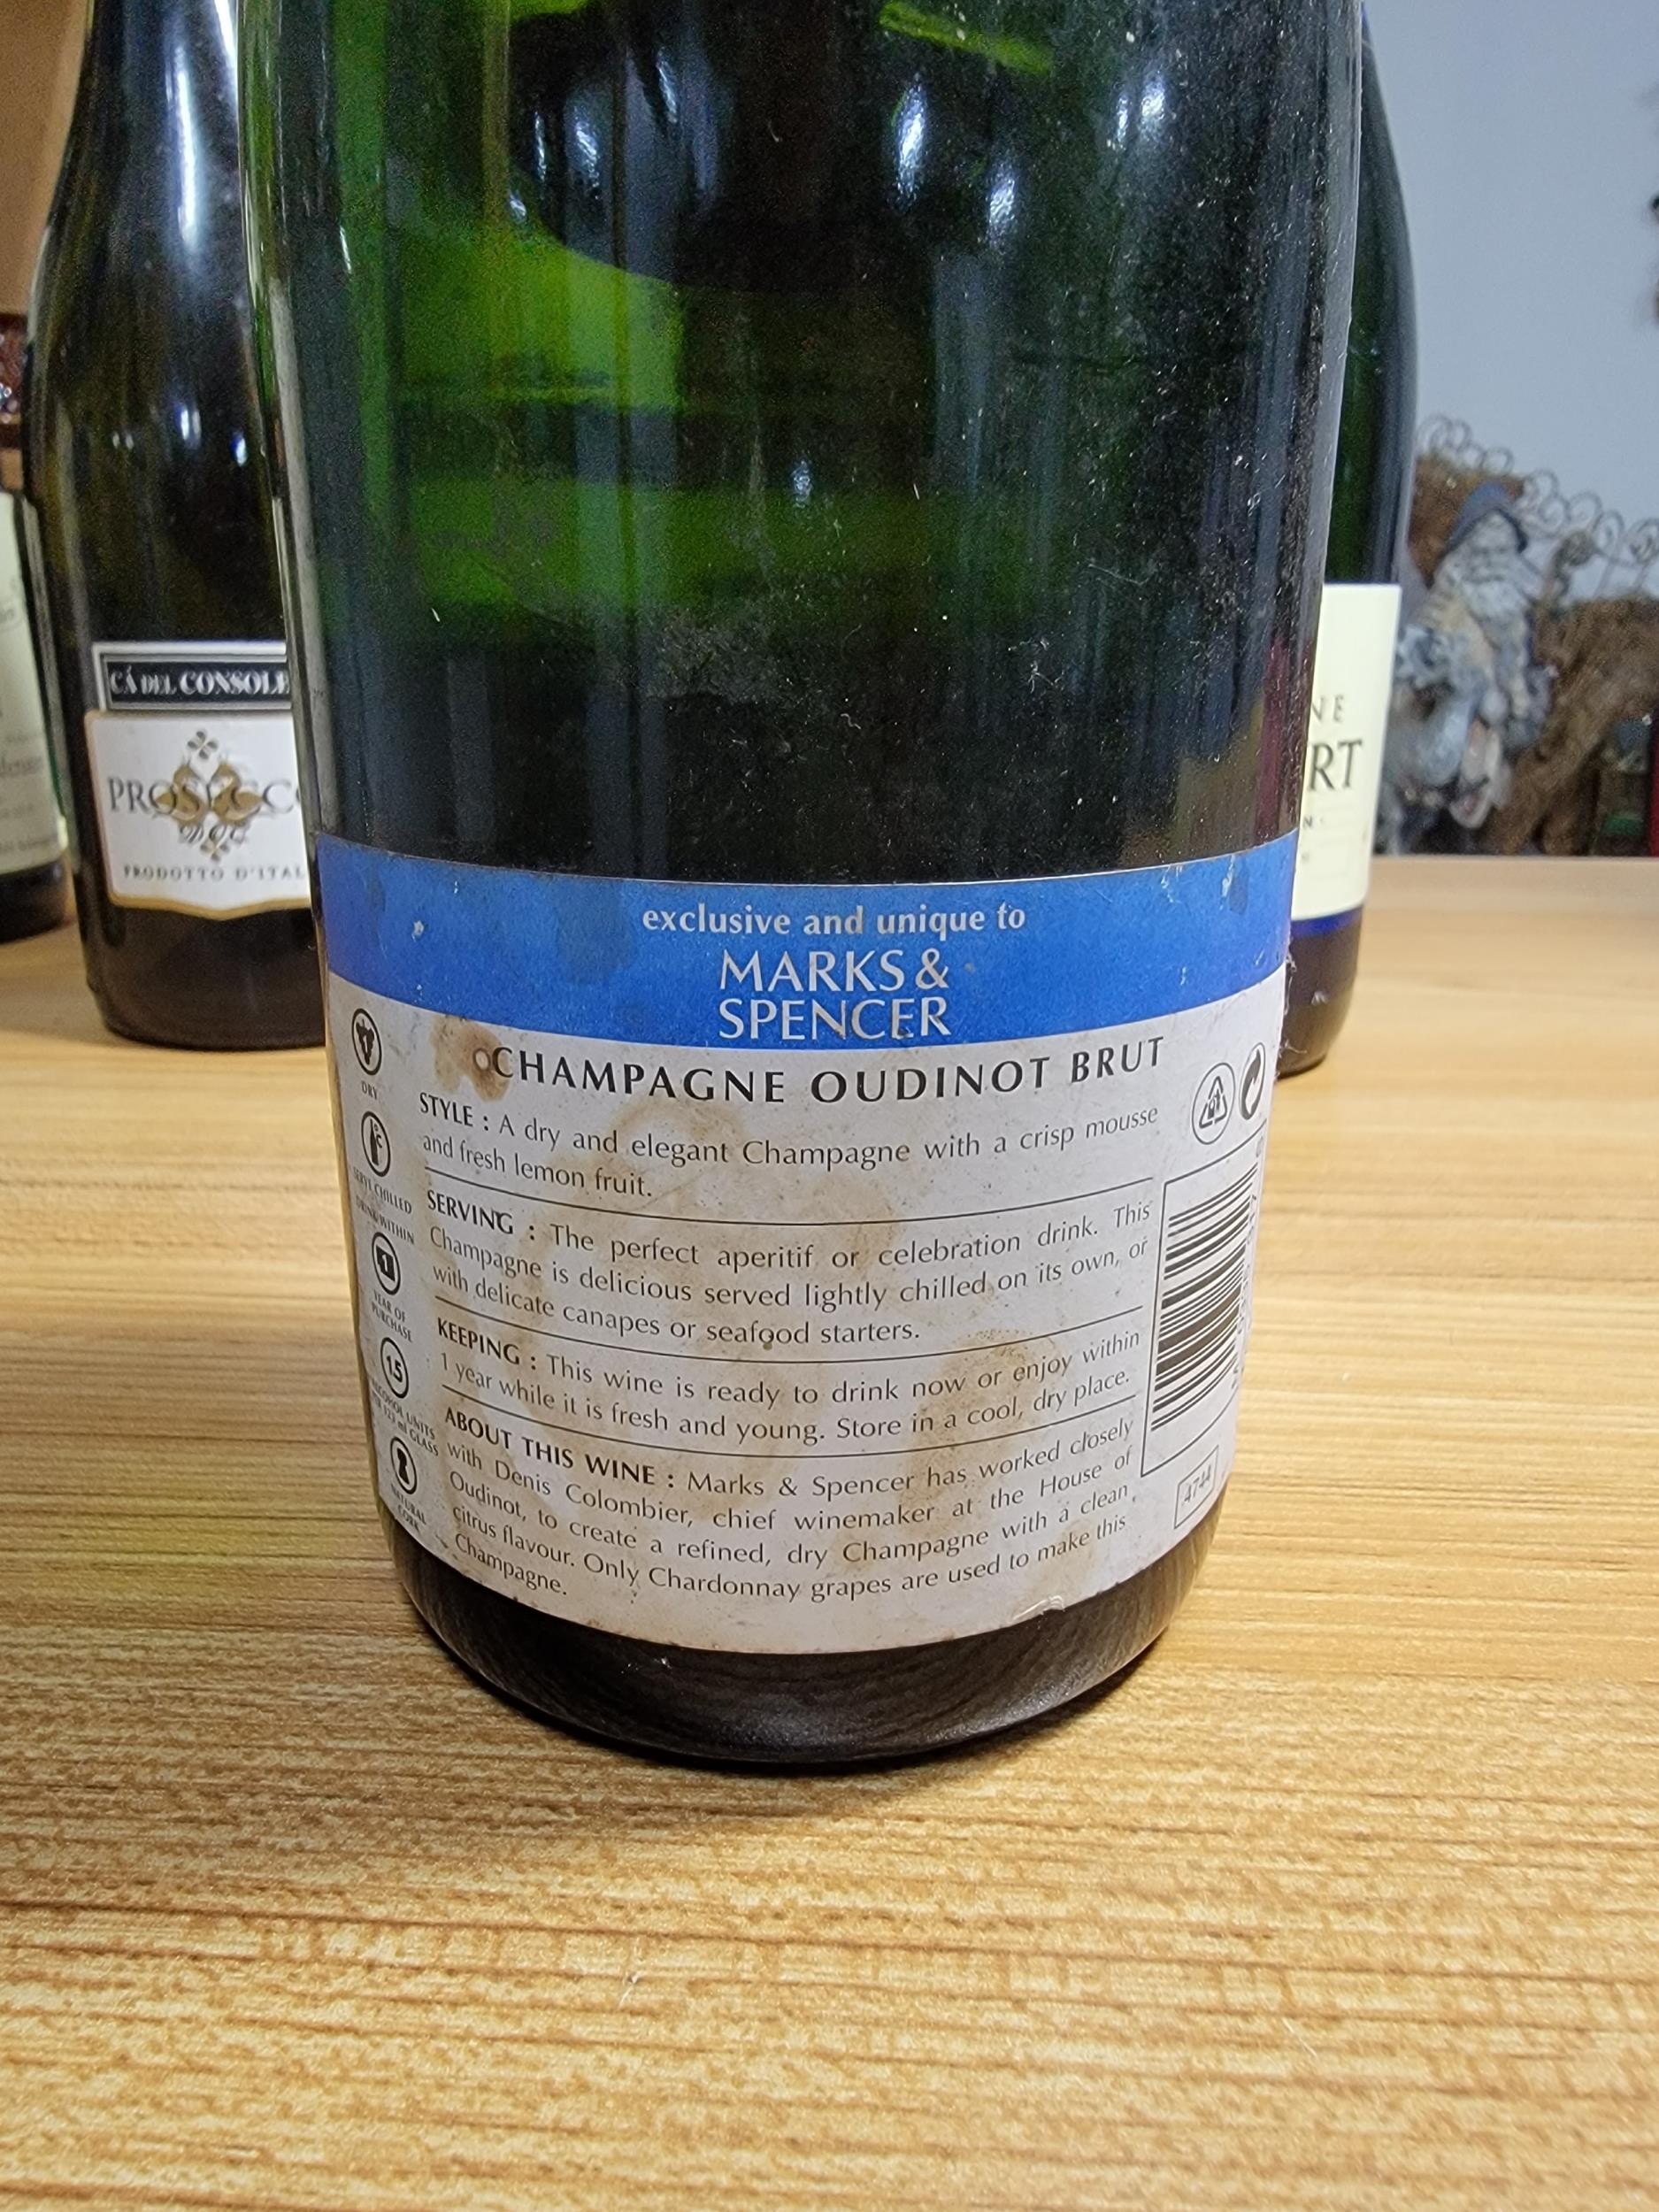 CÁ DEL CONSOLE
PROSECCO
D.O.C.
PRODOTTO D'ITAL
NE
RT
exclusive and unique to
MARKS &
SPENCER
CHAMPAGNE OUDINOT BRUT
STYLE : A dry and elegant Champagne with a crisp mousse
and fresh lemon fruit.
SERVING : The perfect aperitif or celebration drink. This
Champagne is delicious served lightly chilled on its own, or
with delicate canapes or seafood starters.
KEEPING : This wine is ready to drink now or enjoy within
1 year while it is fresh and young. Store in a cool, dry place.
ABOUT THIS WINE : Marks & Spencer has worked closely
with Denis Colombier, chief winemaker at the House of
Oudinot, to create a refined, dry Champagne with a clean,
citrus flavour. Only Chardonnay grapes are used to make this
Champagne.
1
DRY
°C
CHILLED
WITHIN
1
YEAR OF
PURCHASE
1.5
UNITS
GLASS
NATURAL
CORK
4744